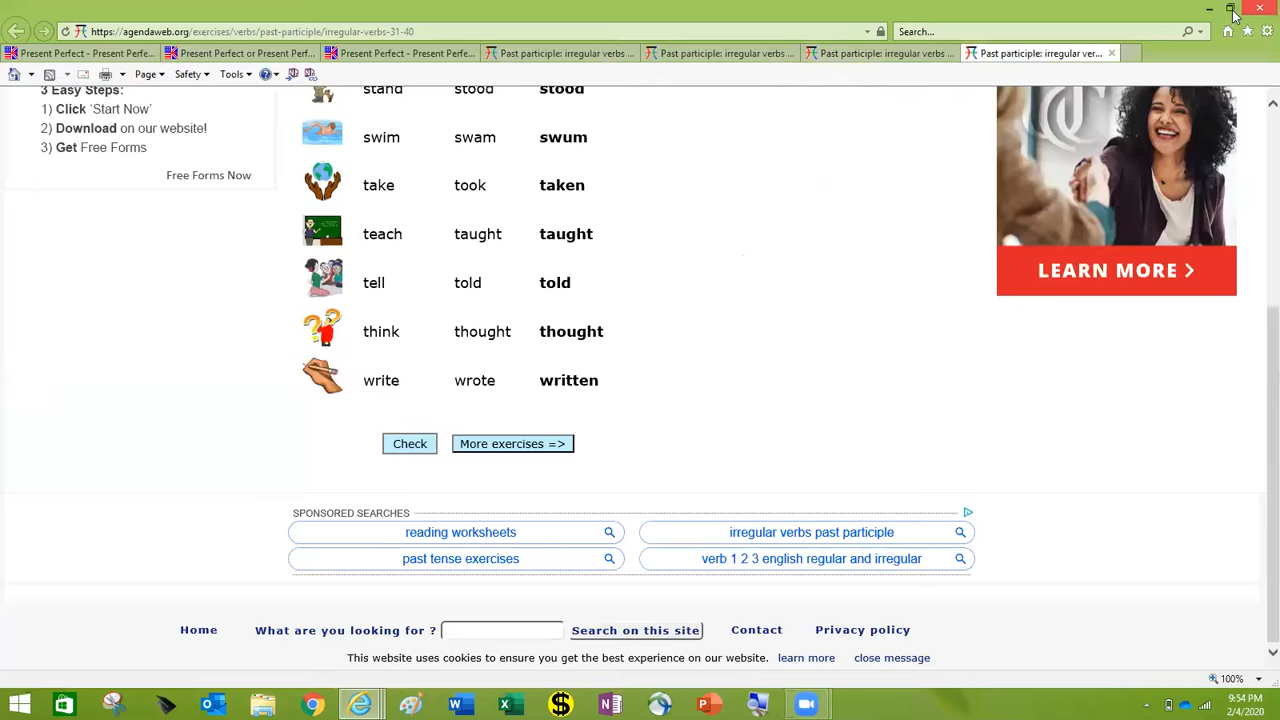 https://agendaweb.org/exercises/verbs/past-participle/irregular-verbs-31-40
Search...
Present Perfect - Present Perfe...
Present Perfect or Past tense?...
Present Perfect - Present Perfe...
Past participle: irregular verbs ...
Past participle: irregular verbs ...
Past participle: irregular verbs ...
Past participle: irregular ver...
Page
Safety
Tools
3 Easy Steps:
1) Click 'Start Now'
2) Download on our website!
3) Get Free Forms
Free Forms Now
stand stood stood
swim swam swum
take took taken
teach taught taught
tell told told
think thought thought
write wrote written
LEARN MORE >
Check
More exercises =>
SPONSORED SEARCHES
reading worksheets
irregular verbs past participle
past tense exercises
verb 1 2 3 english regular and irregular
Home
What are you looking for ?
Search on this site
Contact
Privacy policy
This website uses cookies to ensure you get the best experience on our website. learn more close message
100%
9:54 PM
2/4/2020